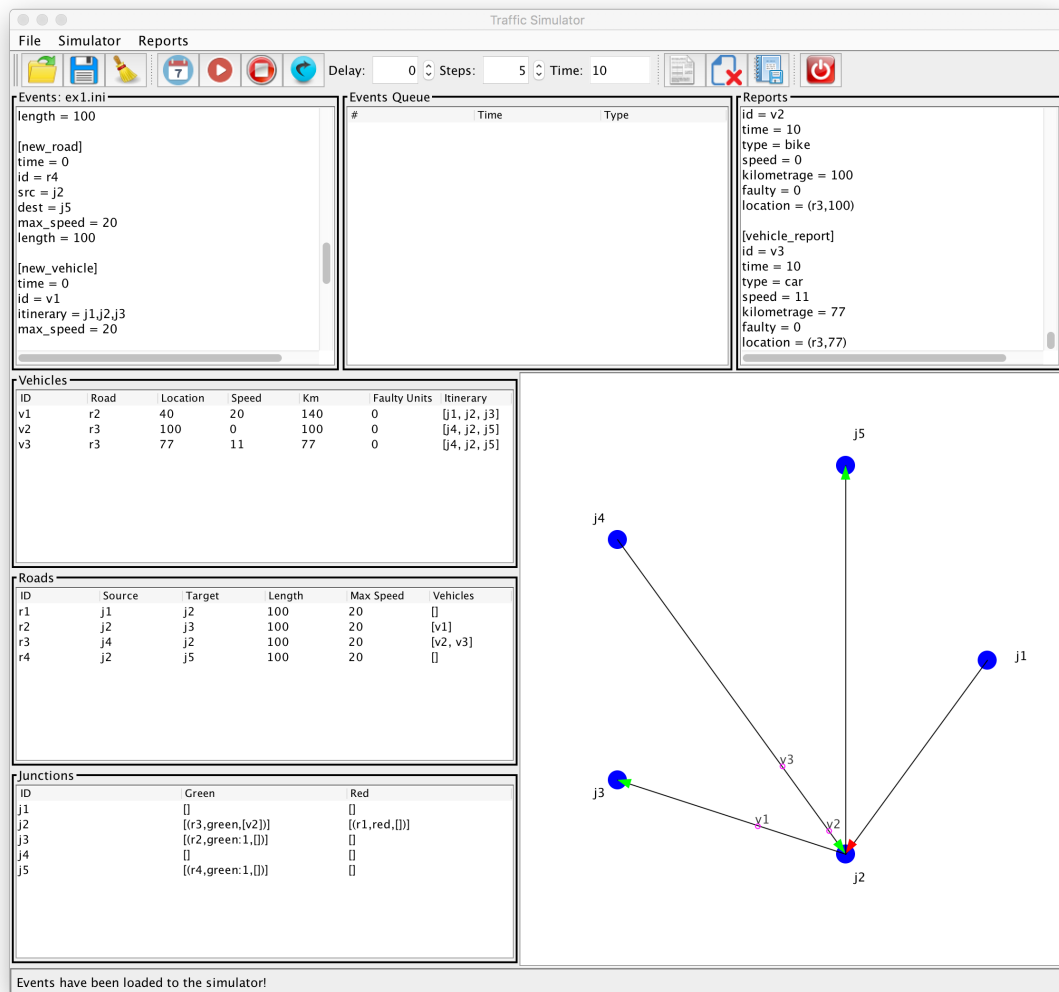 Traffic Simulator
File Simulator Reports
7 Delay: 0 Steps: 5 Time: 10
Events: ex1.ini
length = 100
[new_road]
time = 0
id = r4
src = j2
dest = j5
max_speed = 20
length = 100
[new_vehicle]
time = 0
id = v1
itinerary = j1,j2,j3
max_speed = 20
Events Queue
# Time Type
Reports
id = v2
time = 10
type = bike
speed = 0
kilometrage = 100
faulty = 0
location = (r3,100)
[vehicle_report]
id = v3
time = 10
type = car
speed = 11
kilometrage = 77
faulty = 0
location = (r3,77)
Vehicles
ID Road Location Speed Km Faulty Units Itinerary
v1 r2 40 20 140 0 [j1, j2, j3]
v2 r3 100 0 100 0 [j4, j2, j5]
v3 r3 77 11 77 0 [j4, j2, j5]
Roads
ID Source Target Length Max Speed Vehicles
r1 j1 j2 100 20 []
r2 j2 j3 100 20 [v1]
r3 j4 j2 100 20 [v2, v3]
r4 j2 j5 100 20 []
Junctions
ID Green Red
j1 [] []
j2 [(r3,green,[v2])] [(r1,red,[])]
j3 [(r2,green:1,[])] []
j4 [] []
j5 [(r4,green:1,[])] []
j5
j4
j1
v3
j3
v1
v2
j2
Events have been loaded to the simulator!